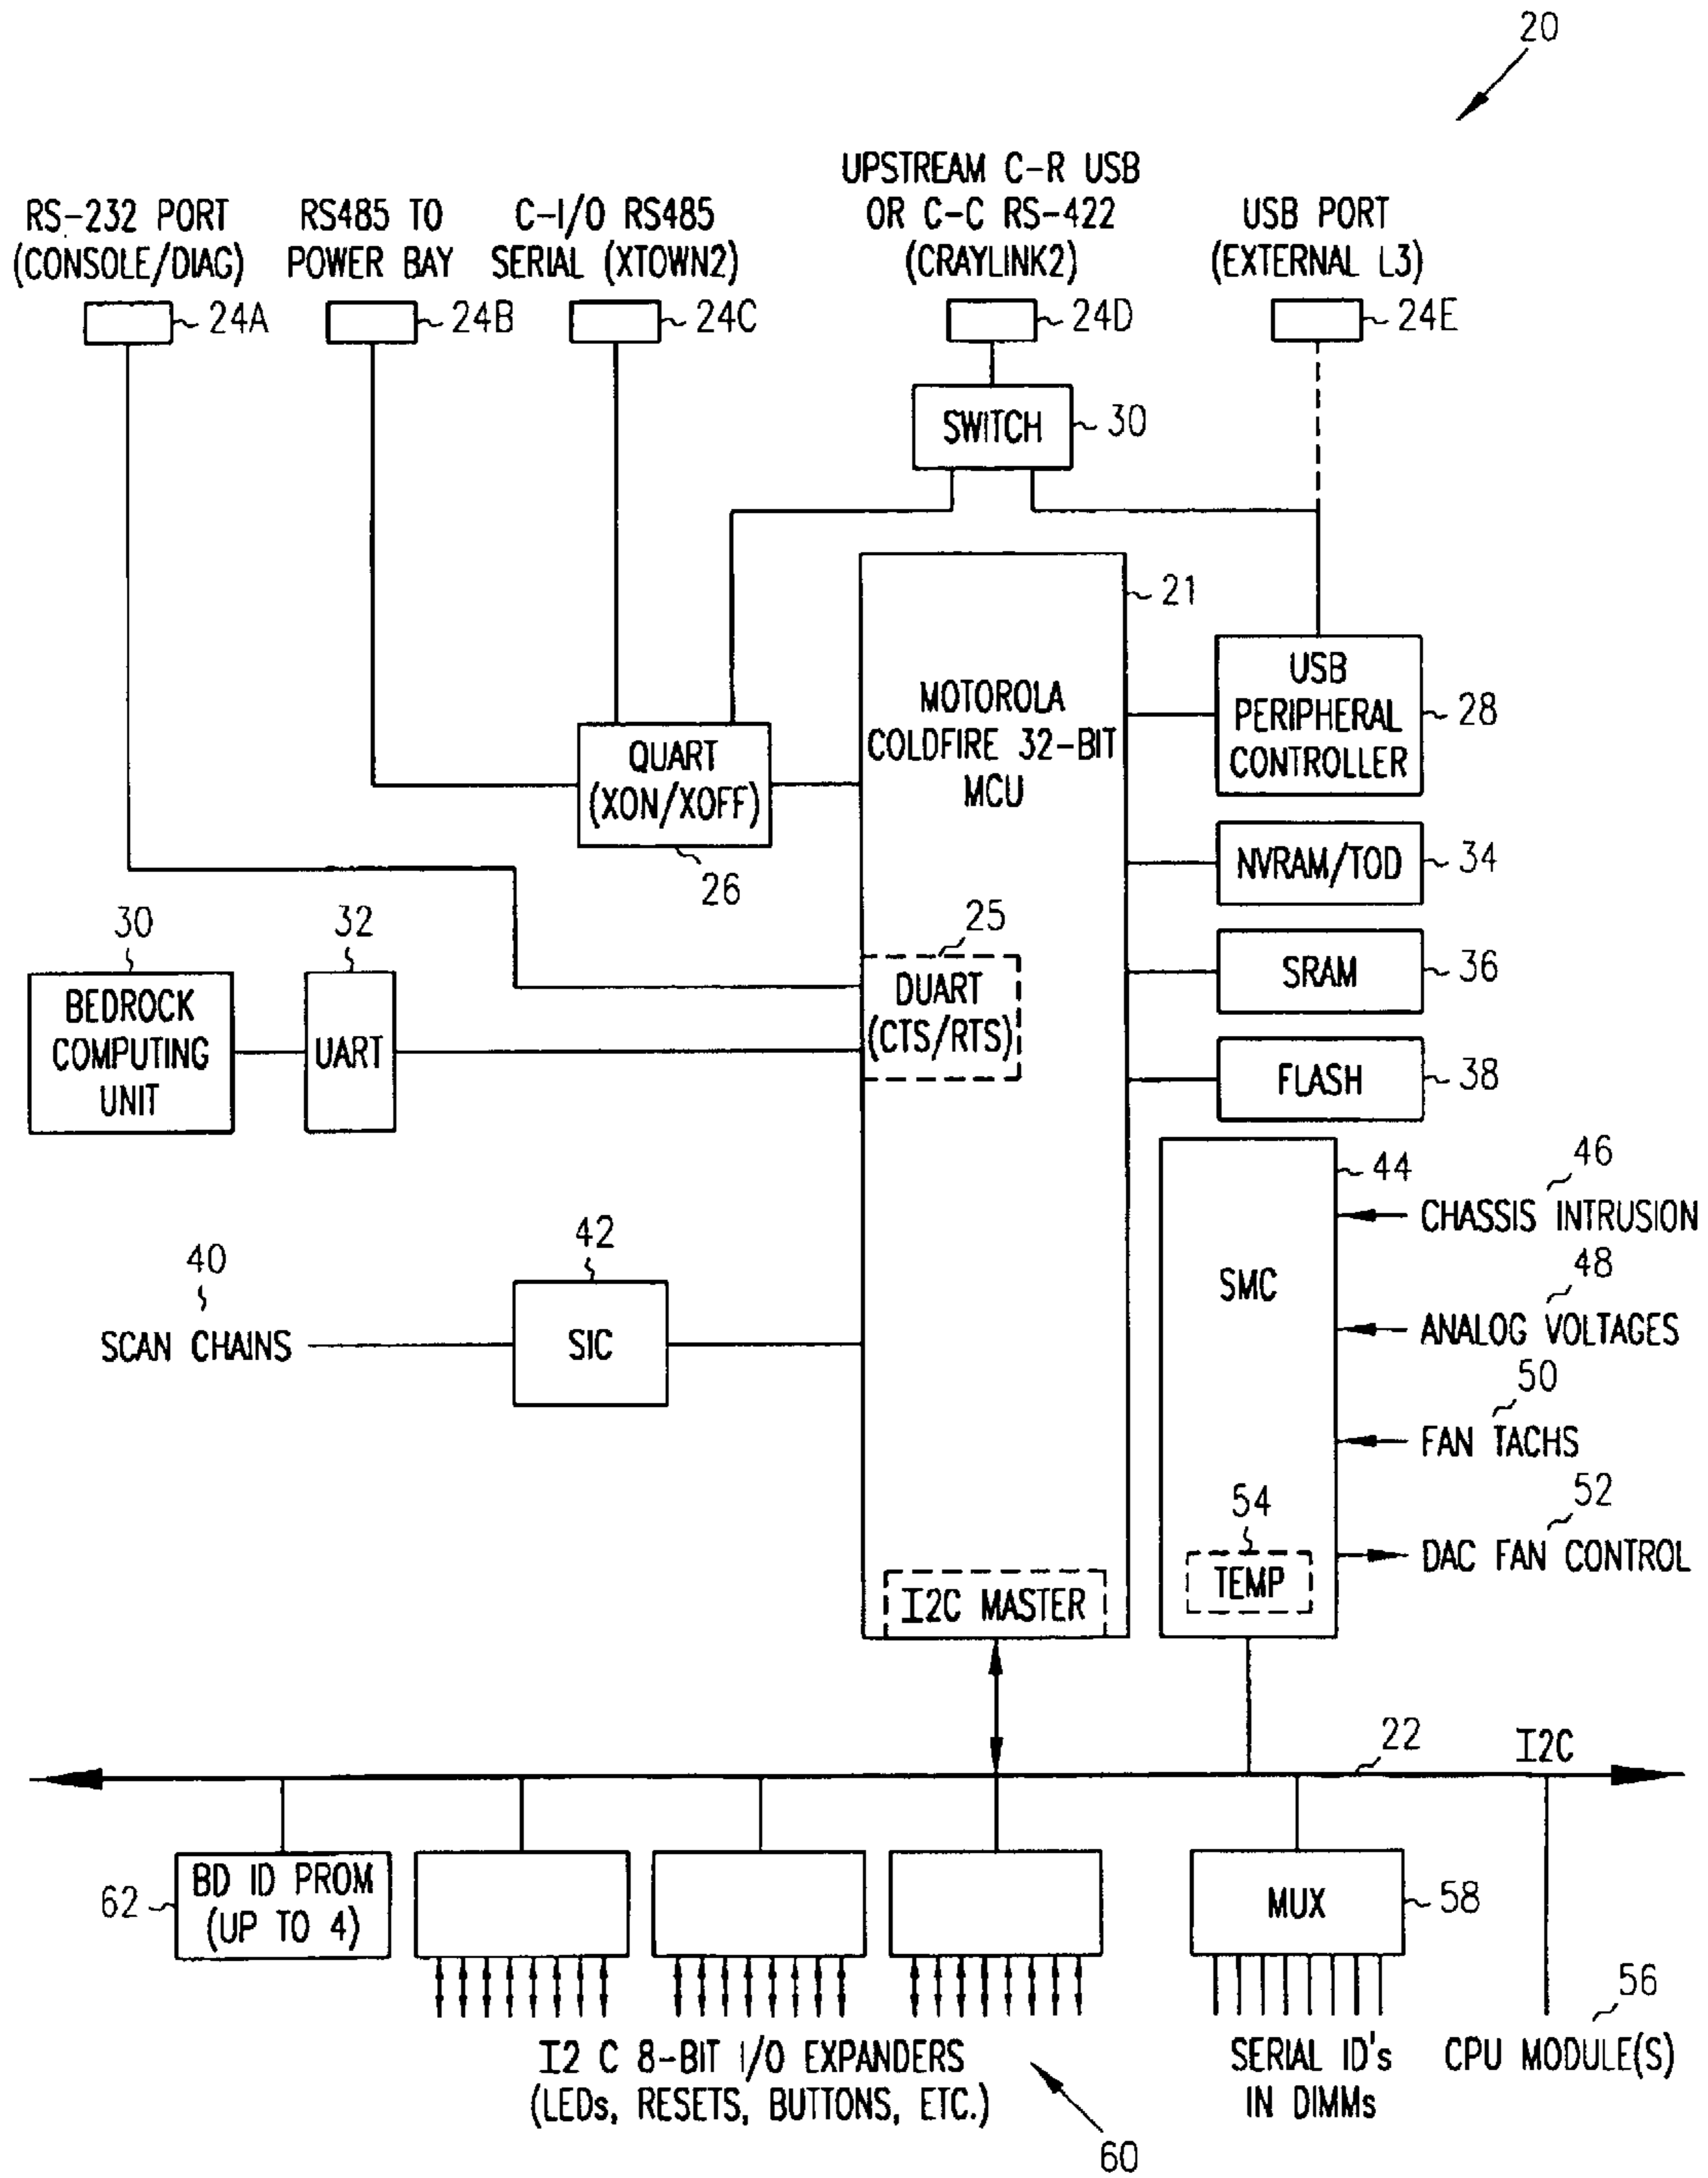 20
UPSTREAM C-R USB
OR C-C RS-422
(CRAYLINK2)
RS-232 PORT
(CONSOLE/DIAG)
RS485 TO
POWER BAY
C-I/O RS485
SERIAL (XTOWN2)
USB PORT
(EXTERNAL L3)
24A
24B
24C
24D
24E
SWITCH
30
21
MOTOROLA
COLDFIRE 32-BIT
MCU
USB
PERIPHERAL
CONTROLLER
28
QUART
(XON/XOFF)
26
NVRAM/TOD
34
30
32
25
BEDROCK
COMPUTING
UNIT
UART
DUART
(CTS/RTS)
SRAM
36
FLASH
38
44
46
CHASSIS INTRUSION
40
42
SCAN CHAINS
SIC
SMC
48
ANALOG VOLTAGES
50
FAN TACHS
52
DAC FAN CONTROL
54
TEMP
I2C MASTER
22
I2C
62
BD ID PROM
(UP TO 4)
MUX
58
56
I2 C 8-BIT I/O EXPANDERS
(LEDs, RESETS, BUTTONS, ETC.)
60
SERIAL ID's
IN DIMMs
CPU MODULE(S)